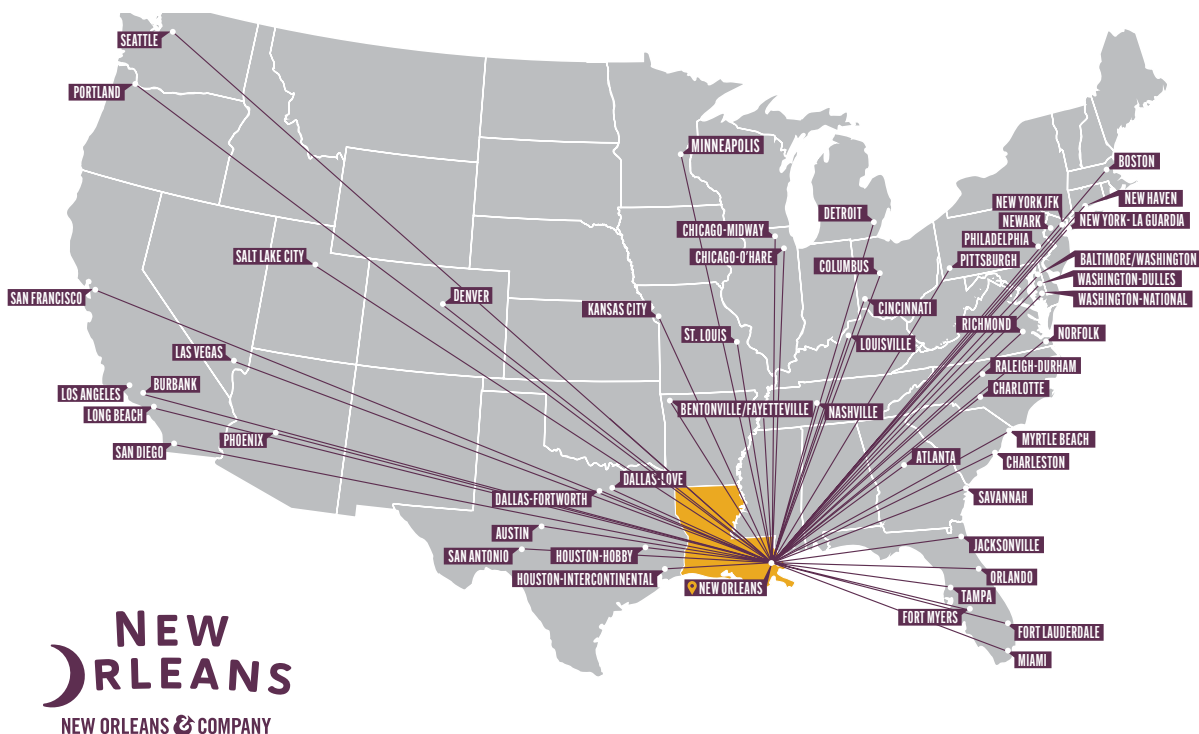 SEATTLE
PORTLAND
MINNEAPOLIS
BOSTON
NEW HAVEN
NEW YORK JFK
NEW YORK- LA GUARDIA
NEWARK
DETROIT
CHICAGO-MIDWAY
PHILADELPHIA
CHICAGO-O'HARE
SALT LAKE CITY
COLUMBUS
PITTSBURGH
BALTIMORE/WASHINGTON
WASHINGTON-DULLES
SAN FRANCISCO
DENVER
WASHINGTON-NATIONAL
KANSAS CITY
CINCINNATI
RICHMOND
ST. LOUIS
NORFOLK
LOUISVILLE
LAS VEGAS
RALEIGH-DURHAM
BURBANK
LOS ANGELES
CHARLOTTE
LONG BEACH
BENTONVILLE/FAYETTEVILLE
NASHVILLE
PHOENIX
MYRTLE BEACH
SAN DIEGO
ATLANTA
CHARLESTON
DALLAS-LOVE
DALLAS-FORTWORTH
SAVANNAH
AUSTIN
JACKSONVILLE
SAN ANTONIO
HOUSTON-HOBBY
HOUSTON-INTERCONTINENTAL
ORLANDO
NEW ORLEANS
TAMPA
FORT MYERS
FORT LAUDERDALE
MIAMI
NEW
ORLEANS
NEW ORLEANS & COMPANY